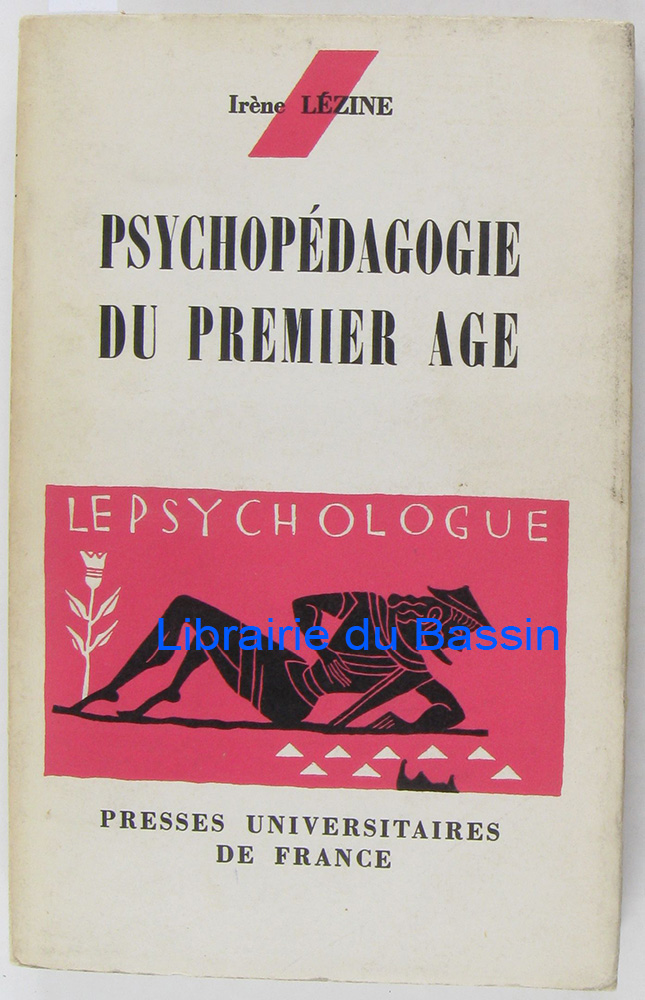 Irène LÉZINE
PSYCHOPÉDAGOGIE
DU PREMIER AGE
LE PSYCHOLOGUE
Librairie du Bassin
PRESSES UNIVERSITAIRES
DE FRANCE